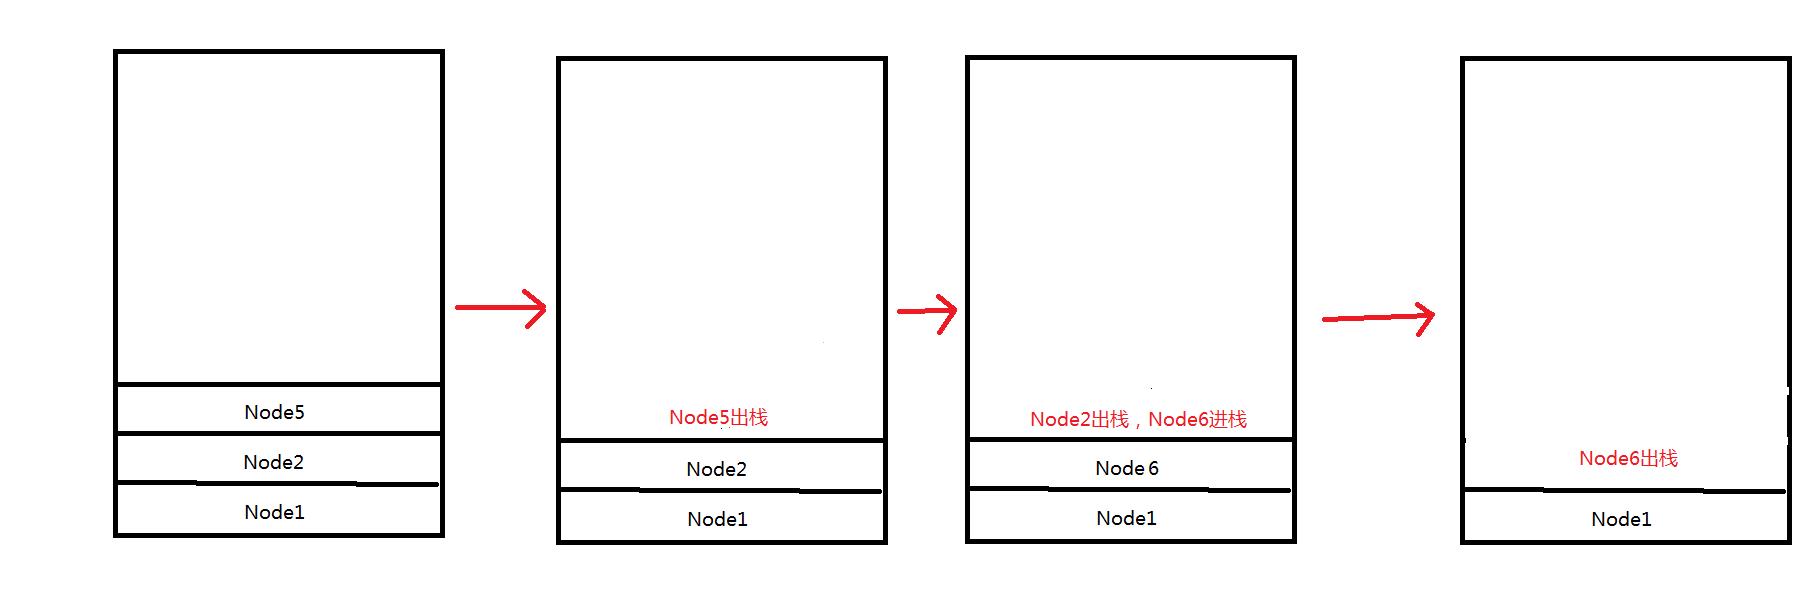 Node5
Node2
Node1
Node5出栈
Node2
Node1
Node2出栈，Node6进栈
Node 6
Node1
Node6出栈
Node1